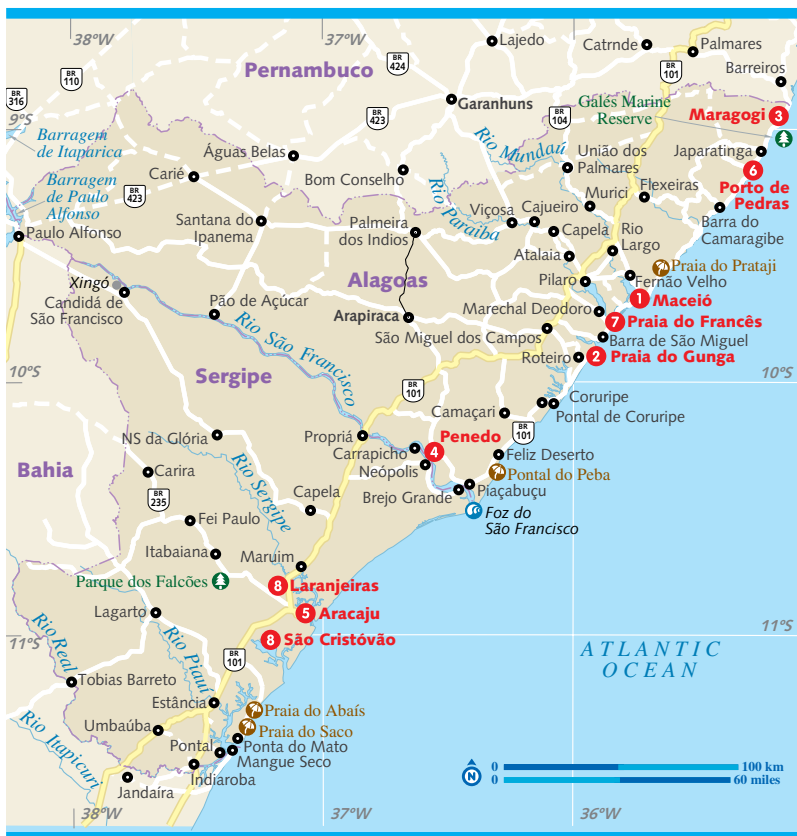 38°W
37°W
Lajedo
Catrnde
Palmares
BR
110
BR
424
BR
101
Pernambuco
Barreiros
BR
316
Garanhuns
Galés Marine
Reserve
Maragogi
3
9°S
BR
423
BR
104
Barragem
de Itaparica
Rio Mundaú
Águas Belas
União dos
Palmares
Japaratinga
6
Carié
Bom Conselho
Barragem
de Paulo
Alfonso
BR
423
Rio Paraiba
Flexeiras
Porto de
Pedras
Murici
Viçosa
Cajueiro
Santana do
Ipanema
Palmeira
dos Indios
Capela
Rio
Largo
Barra do
Camaragibe
Paulo Alfonso
Atalaia
Praia do Prataji
Xingó
Alagoas
Pilaro
Fernão Velho
Candidá de
São Francisco
Pão de Açúcar
1
Maceió
Arapiraca
Marechal Deodoro
7
Praia do Francês
Rio São Francisco
São Miguel dos Campos
Barra de São Miguel
Roteiro
2
Praia do Gunga
10°S
10°S
Sergipe
BR
101
Coruripe
Camaçari
Pontal de Coruripe
BR
101
NS da Glória
Propriá
Penedo
4
Carrapicho
Neópolis
Feliz Deserto
Bahia
Carira
Rio Sergipe
Pontal do Peba
BR
235
Capela
Brejo Grande
Piaçabuçu
Foz do
São Francisco
Fei Paulo
Itabaiana
Maruim
Parque dos Falcões
8
Laranjeiras
Lagarto
5
Aracaju
Rio Real
Rio Piauí
8
São Cristóvão
11°S
11°S
ATLANTIC
OCEAN
BR
101
Tobias Barreto
Estância
Praia do Abaís
Rio Itapicuri
Umbaúba
Praia do Saco
Pontal
Ponta do Mato
Mangue Seco
Indiaroba
Jandaíra
N
0
100 km
0
60 miles
38°W
37°W
36°W